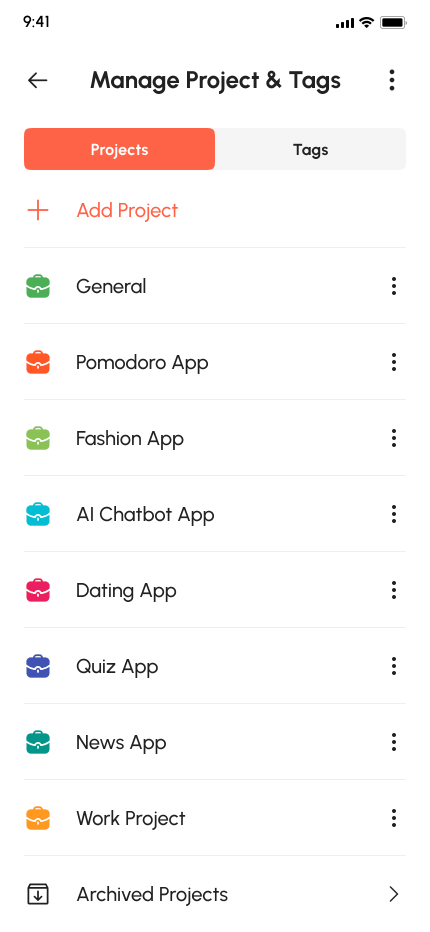 9:41
Manage Project & Tags
Projects
Tags
Add Project
General
Pomodoro App
Fashion App
AI Chatbot App
Dating App
Quiz App
News App
Work Project
Archived Projects